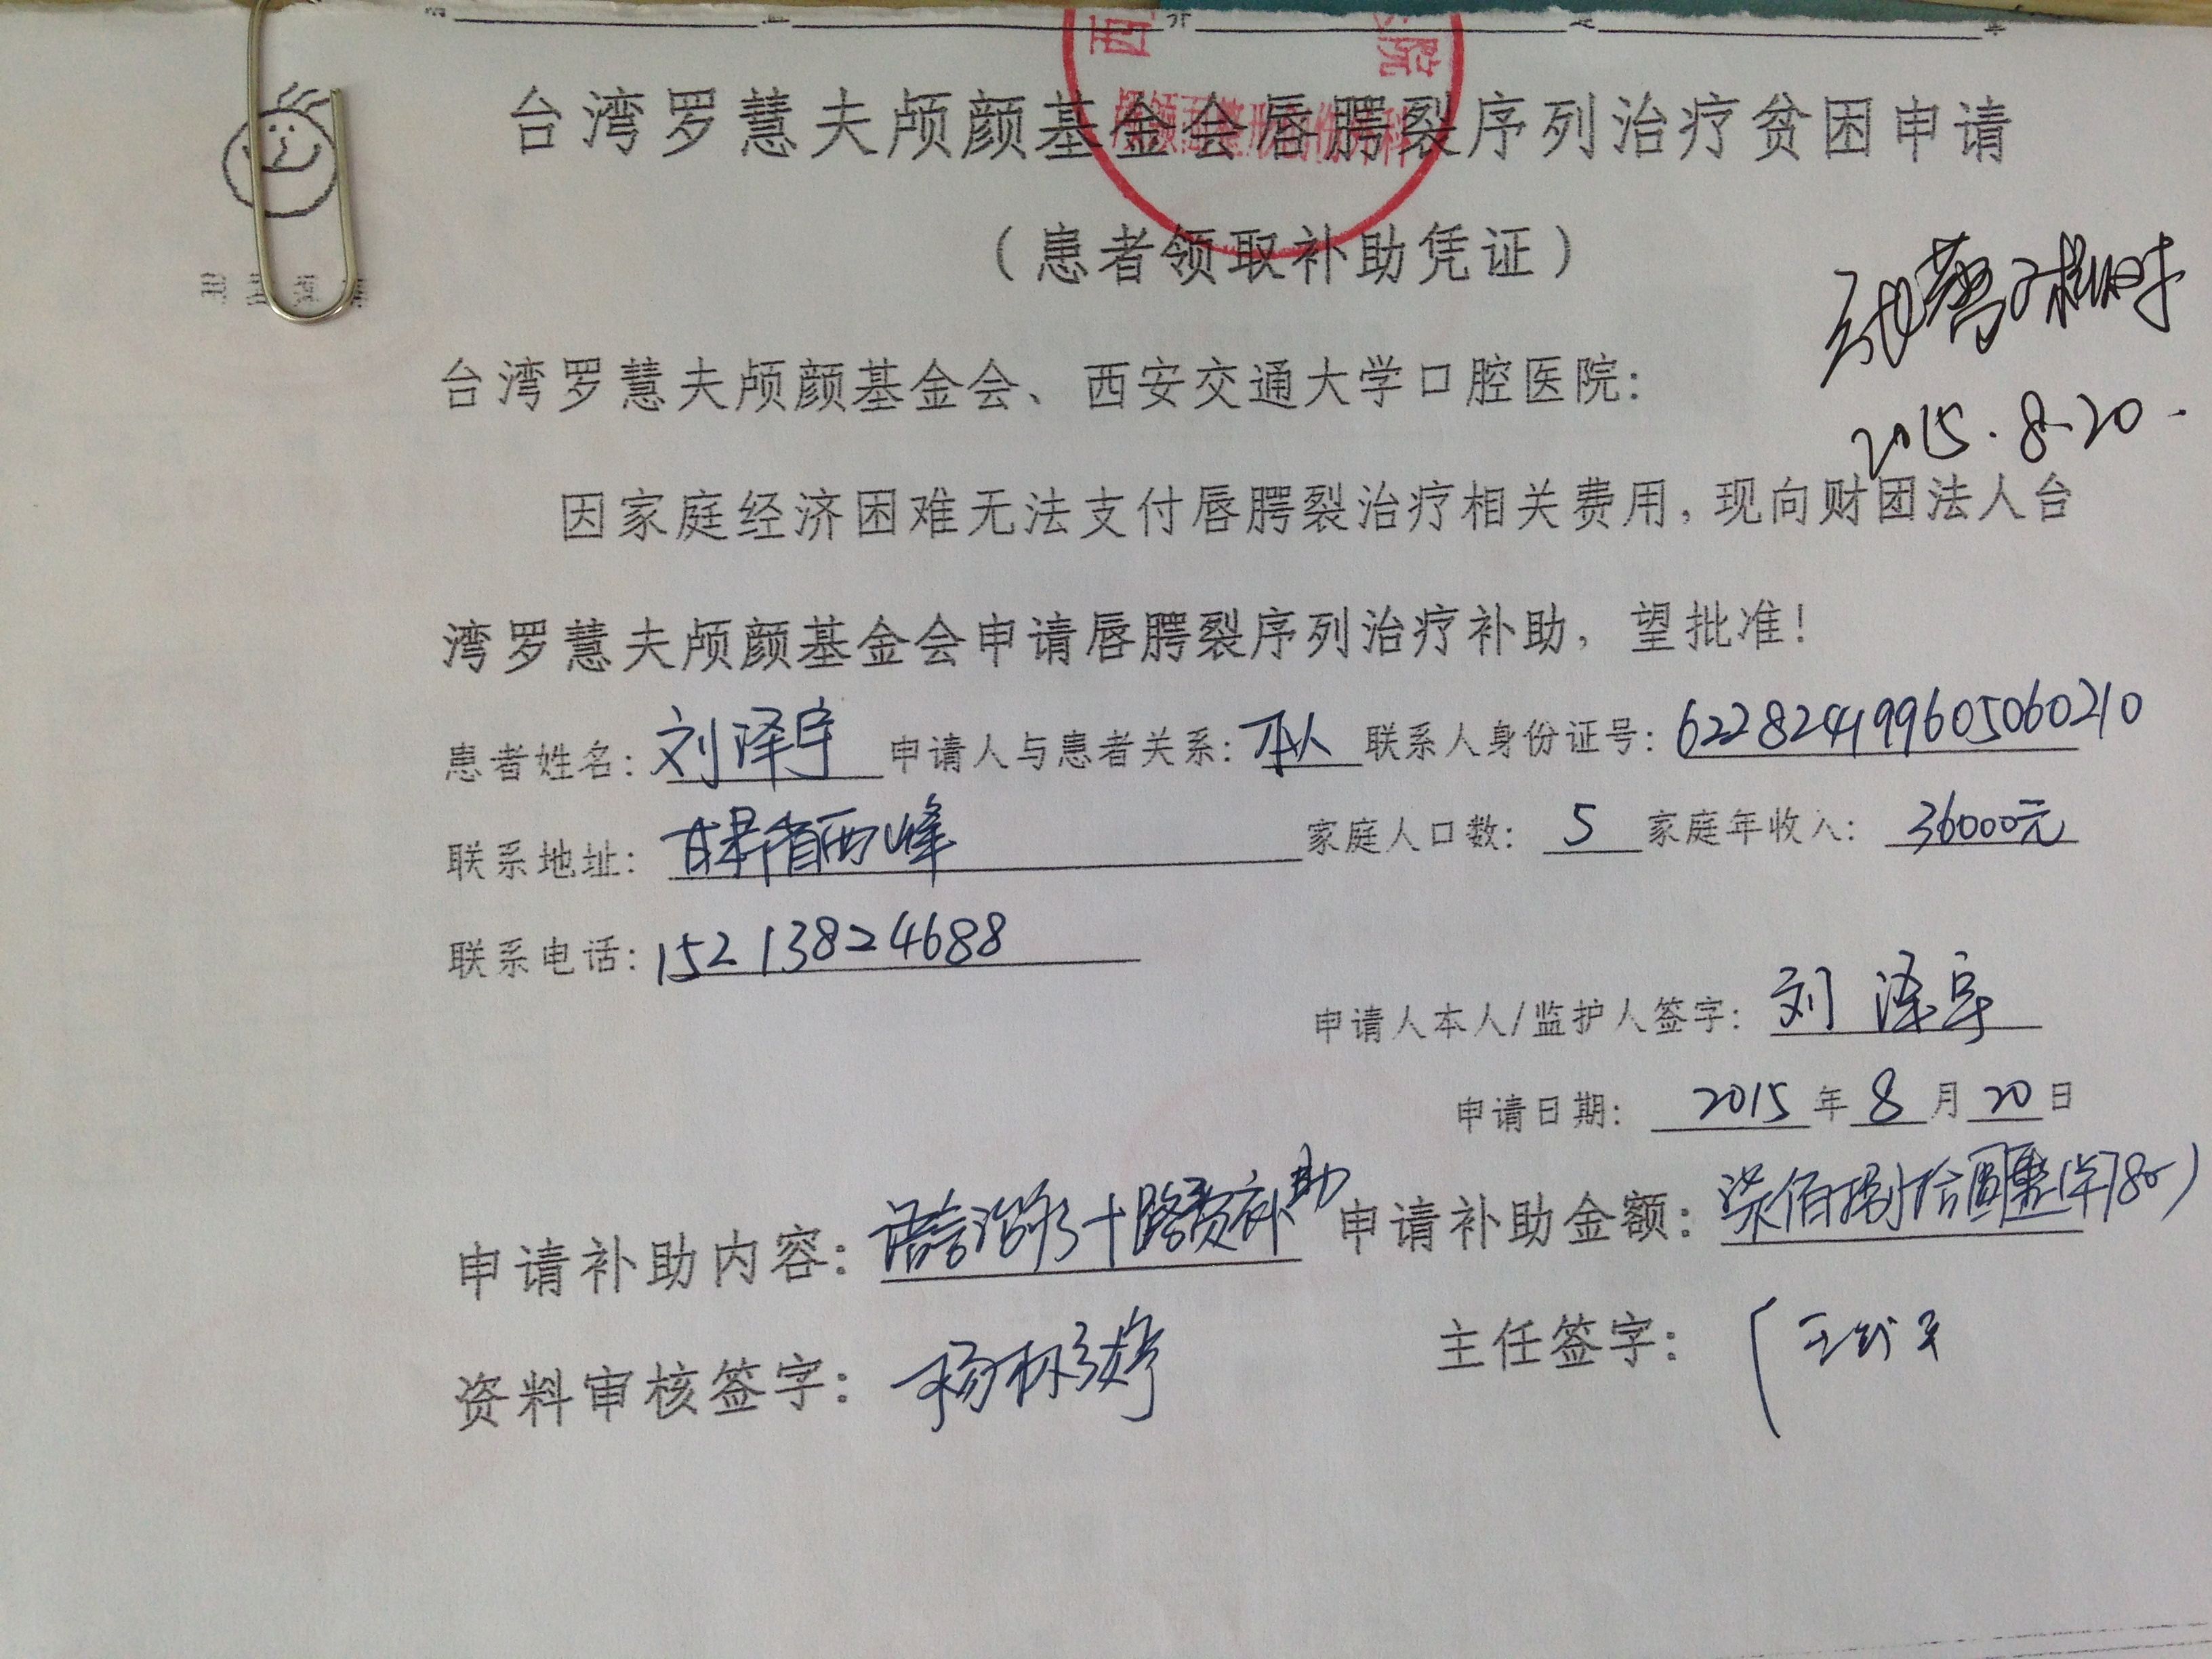 台湾罗慧夫颅颜基金会唇腭裂序列治疗贫困申请
（患者领取补助凭证）
台湾罗慧夫颅颜基金会、西安交通大学口腔医院：
2015.8.20.
因家庭经济困难无法支付唇腭裂治疗相关费用，现向财团法人台
湾罗慧夫颅颜基金会申请唇腭裂序列治疗补助，望批准！
患者姓名：刘泽宇 申请人与患者关系：本人 联系人身份证号：622824199605060210
联系地址：甘肃省西峰 家庭人口数：5 家庭年收入：36000元
联系电话：15213824688
申请人本人/监护人签字：刘泽宇
申请日期：2015年8月20日
申请补助内容：语言治疗+路费补助 申请补助金额：柒佰捌拾圆整(¥780)
资料审核签字： 主任签字：